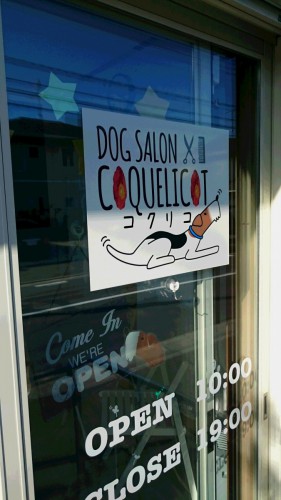 DOG SALON
COQUELICOT
コクリコ
Come In
WE'RE
OPEN
OPEN 10:00
CLOSE 19:00